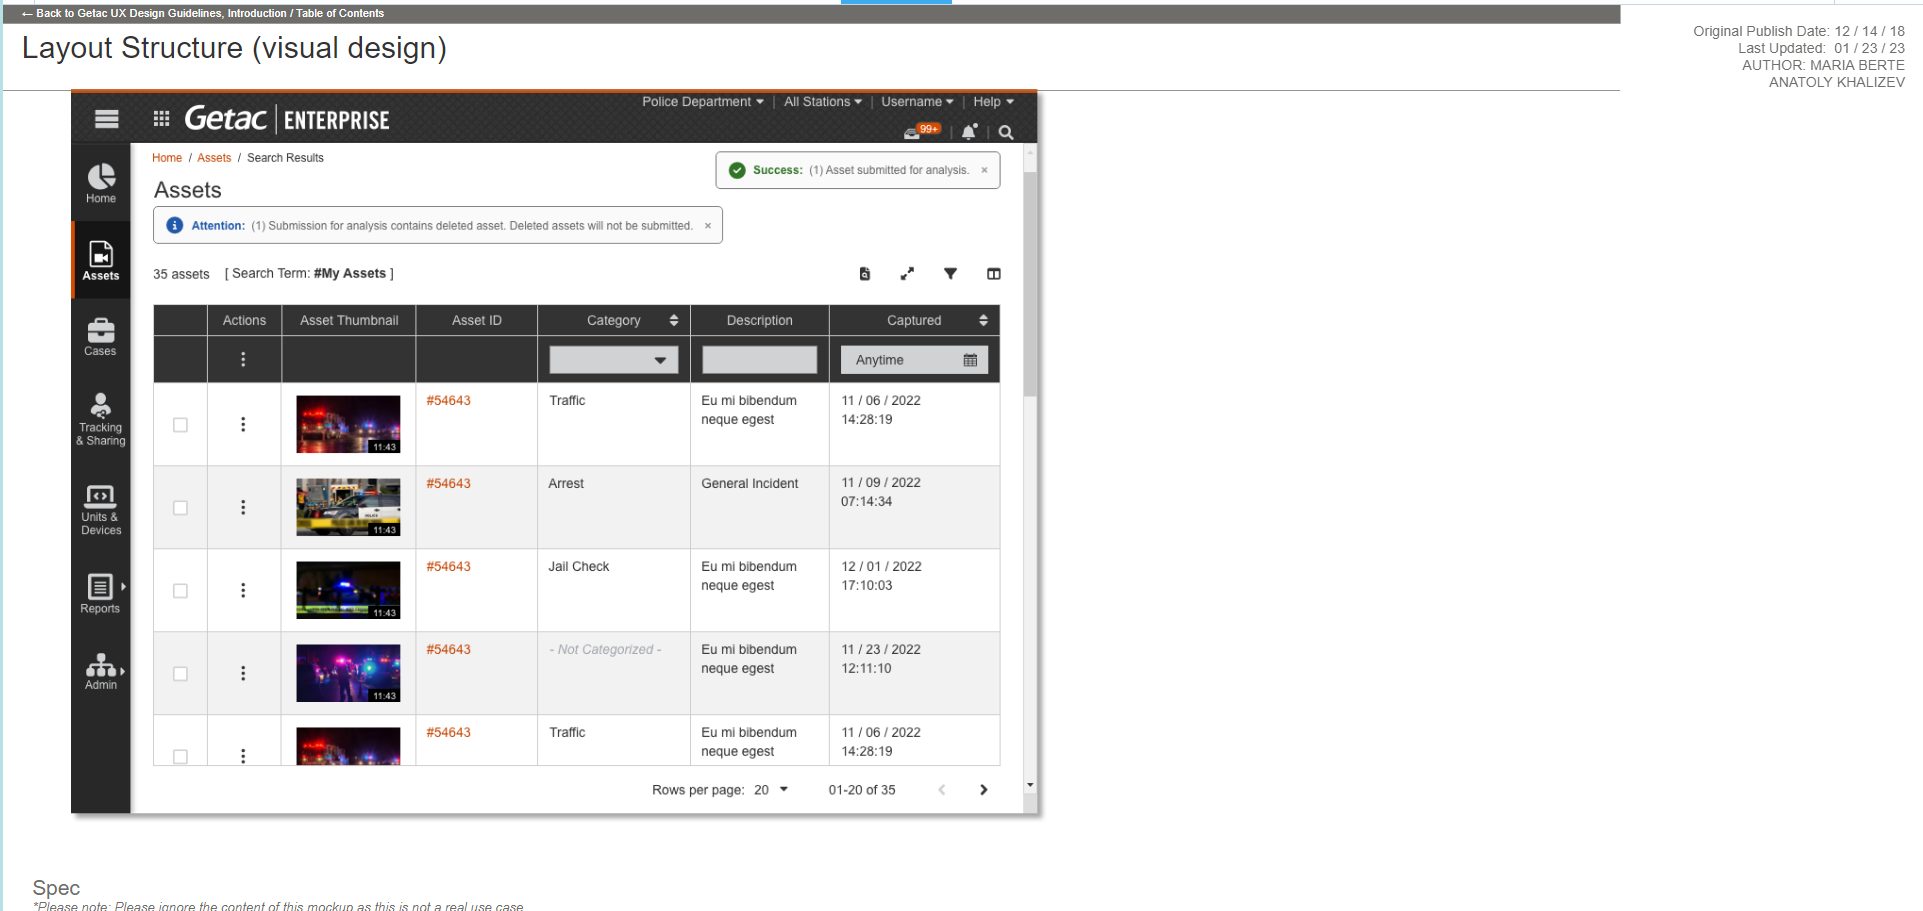 ← Back to Getac UX Design Guidelines, Introduction / Table of Contents
Layout Structure (visual design)
Original Publish Date: 12 / 14 / 18
Last Updated: 01 / 23 / 23
AUTHOR: MARIA BERTE
ANATOLY KHALIZEV
Police Department | All Stations | Username | Help
Getac | ENTERPRISE
99+
Home / Assets / Search Results
Success: (1) Asset submitted for analysis. ×
Assets
Attention: (1) Submission for analysis contains deleted asset. Deleted assets will not be submitted. ×
35 assets [ Search Term: #My Assets ]
Home
Assets
Cases
Tracking
& Sharing
Units &
Devices
Reports
Admin
Actions Asset Thumbnail Asset ID Category Description Captured
Anytime
#54643 Traffic Eu mi bibendum 11 / 06 / 2022
neque egest 14:28:19
11:43
#54643 Arrest General Incident 11 / 09 / 2022
07:14:34
11:43
#54643 Jail Check Eu mi bibendum 12 / 01 / 2022
neque egest 17:10:03
11:43
#54643 - Not Categorized - Eu mi bibendum 11 / 23 / 2022
neque egest 12:11:10
11:43
#54643 Traffic Eu mi bibendum 11 / 06 / 2022
neque egest 14:28:19
Rows per page: 20 01-20 of 35
Spec
*Please note: Please ignore the content of this mockup as this is not a real use case